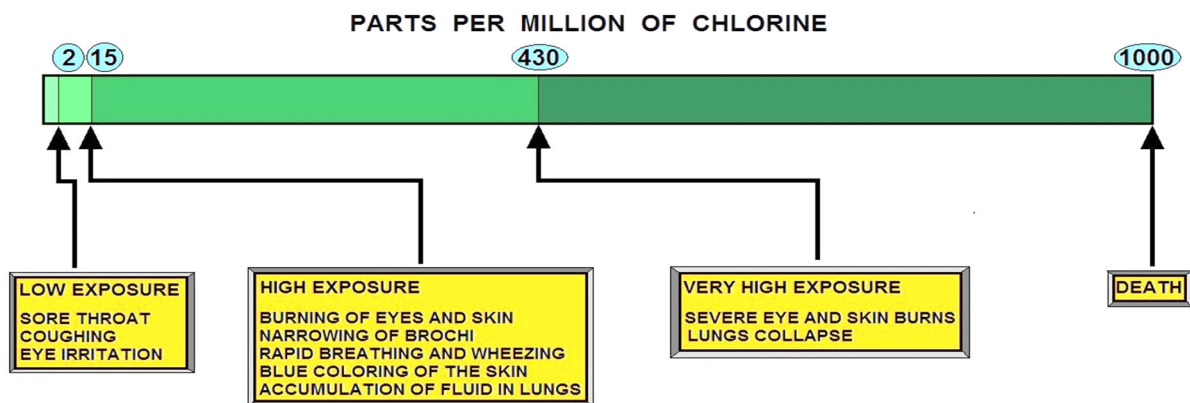 PARTS PER MILLION OF CHLORINE
2 15 430 1000
LOW EXPOSURE
SORE THROAT
COUGHING
EYE IRRITATION
HIGH EXPOSURE
BURNING OF EYES AND SKIN
NARROWING OF BROCHI
RAPID BREATHING AND WHEEZING
BLUE COLORING OF THE SKIN
ACCUMULATION OF FLUID IN LUNGS
VERY HIGH EXPOSURE
SEVERE EYE AND SKIN BURNS
LUNGS COLLAPSE
DEATH